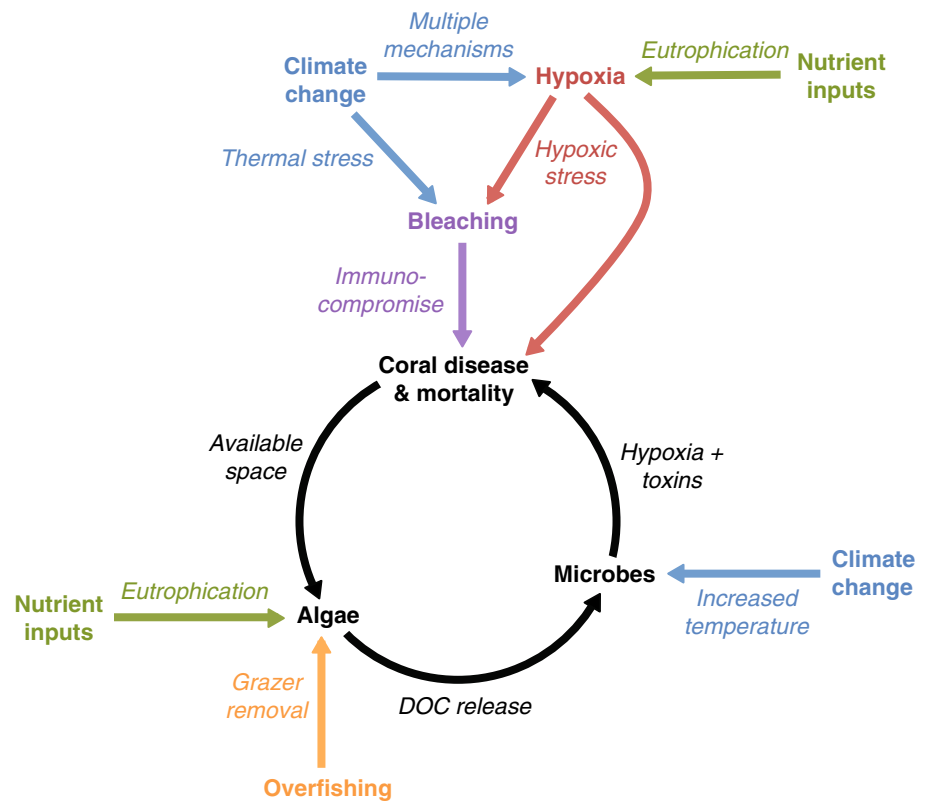 Multiple
mechanisms
Climate
change
Hypoxia
Eutrophication
Nutrient
inputs
Thermal stress
Hypoxic
stress
Bleaching
Immuno-
compromise
Coral disease
& mortality
Available
space
Hypoxia +
toxins
Microbes
Climate
change
Increased
temperature
Nutrient
inputs
Eutrophication
Algae
Grazer
removal
DOC release
Overfishing